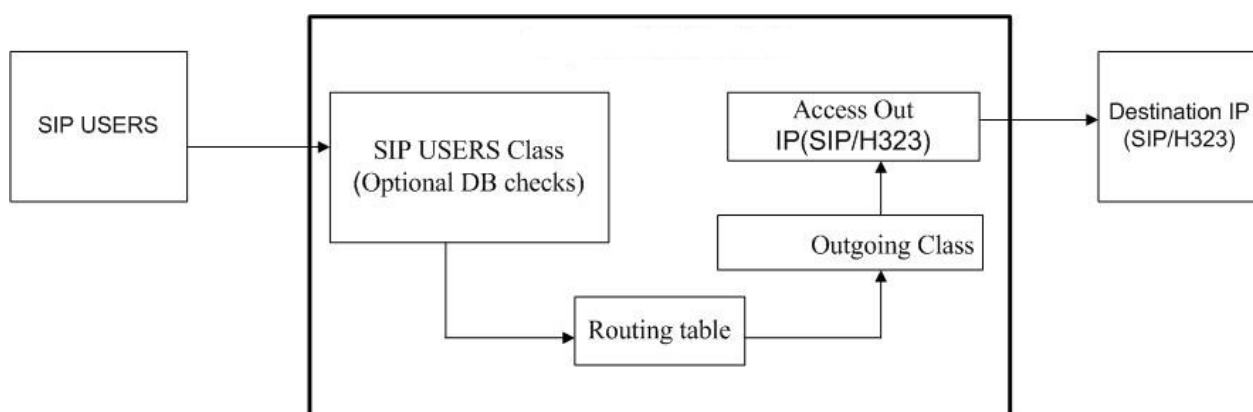 SIP USERS
SIP USERS Class
(Optional DB checks)
Routing table
Outgoing Class
Access Out
IP(SIP/H323)
Destination IP
(SIP/H323)